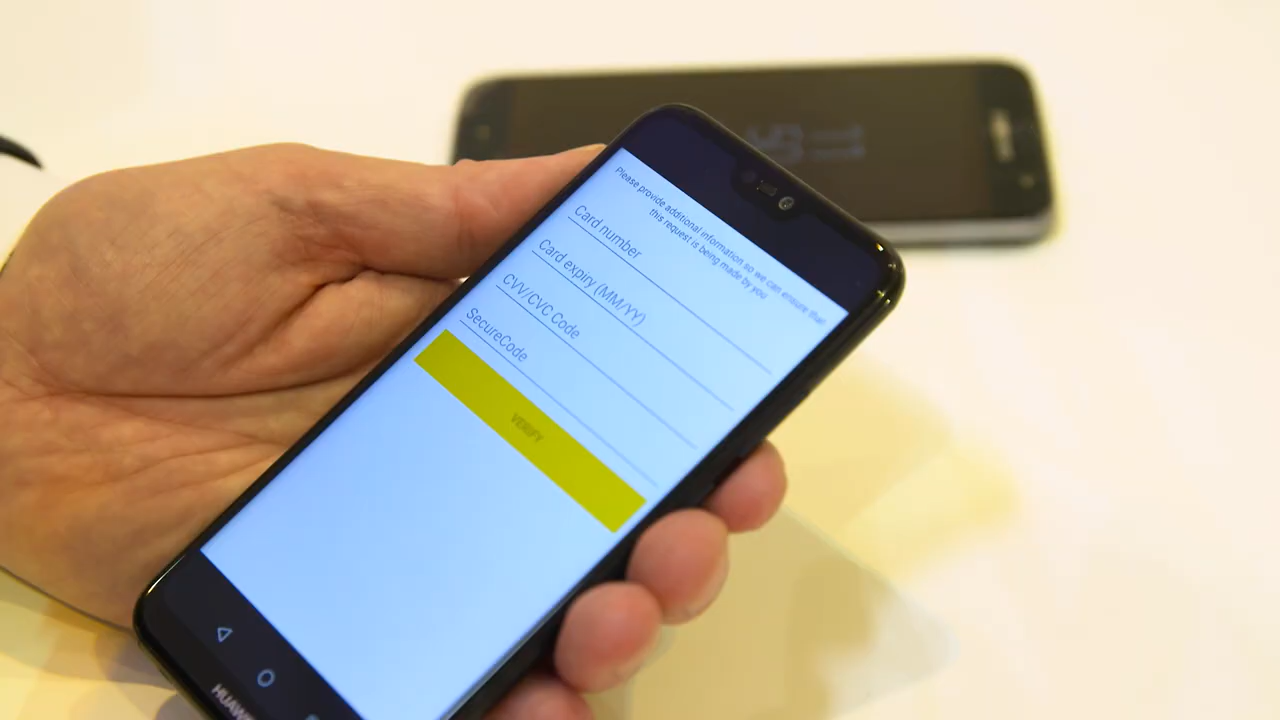 Please provide additional information so we can ensure that
this request is being made by you
Card number
Card expiry (MM/YY)
CVV/CVC Code
SecureCode
VERIFY
HUAWEI